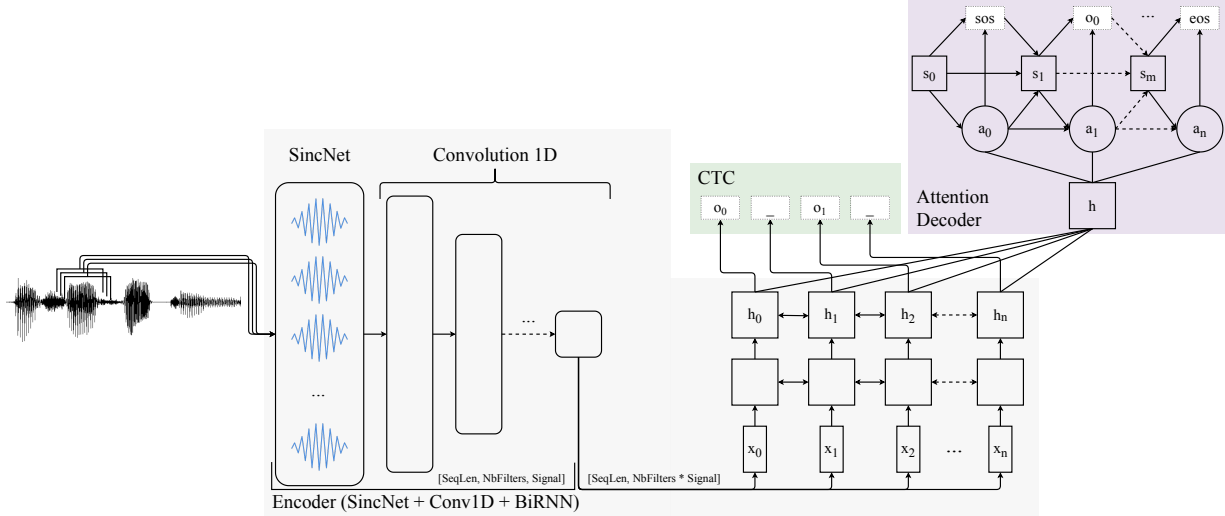 sos
o0
...
eos
s0
s1
sm
a0
a1
an
h
Attention
Decoder
CTC
o0
_
o1
_
SincNet
Convolution 1D
...
...
h0
h1
h2
hn
x0
x1
x2
...
xn
[SeqLen, NbFilters, Signal]
[SeqLen, NbFilters * Signal]
Encoder (SincNet + Conv1D + BiRNN)